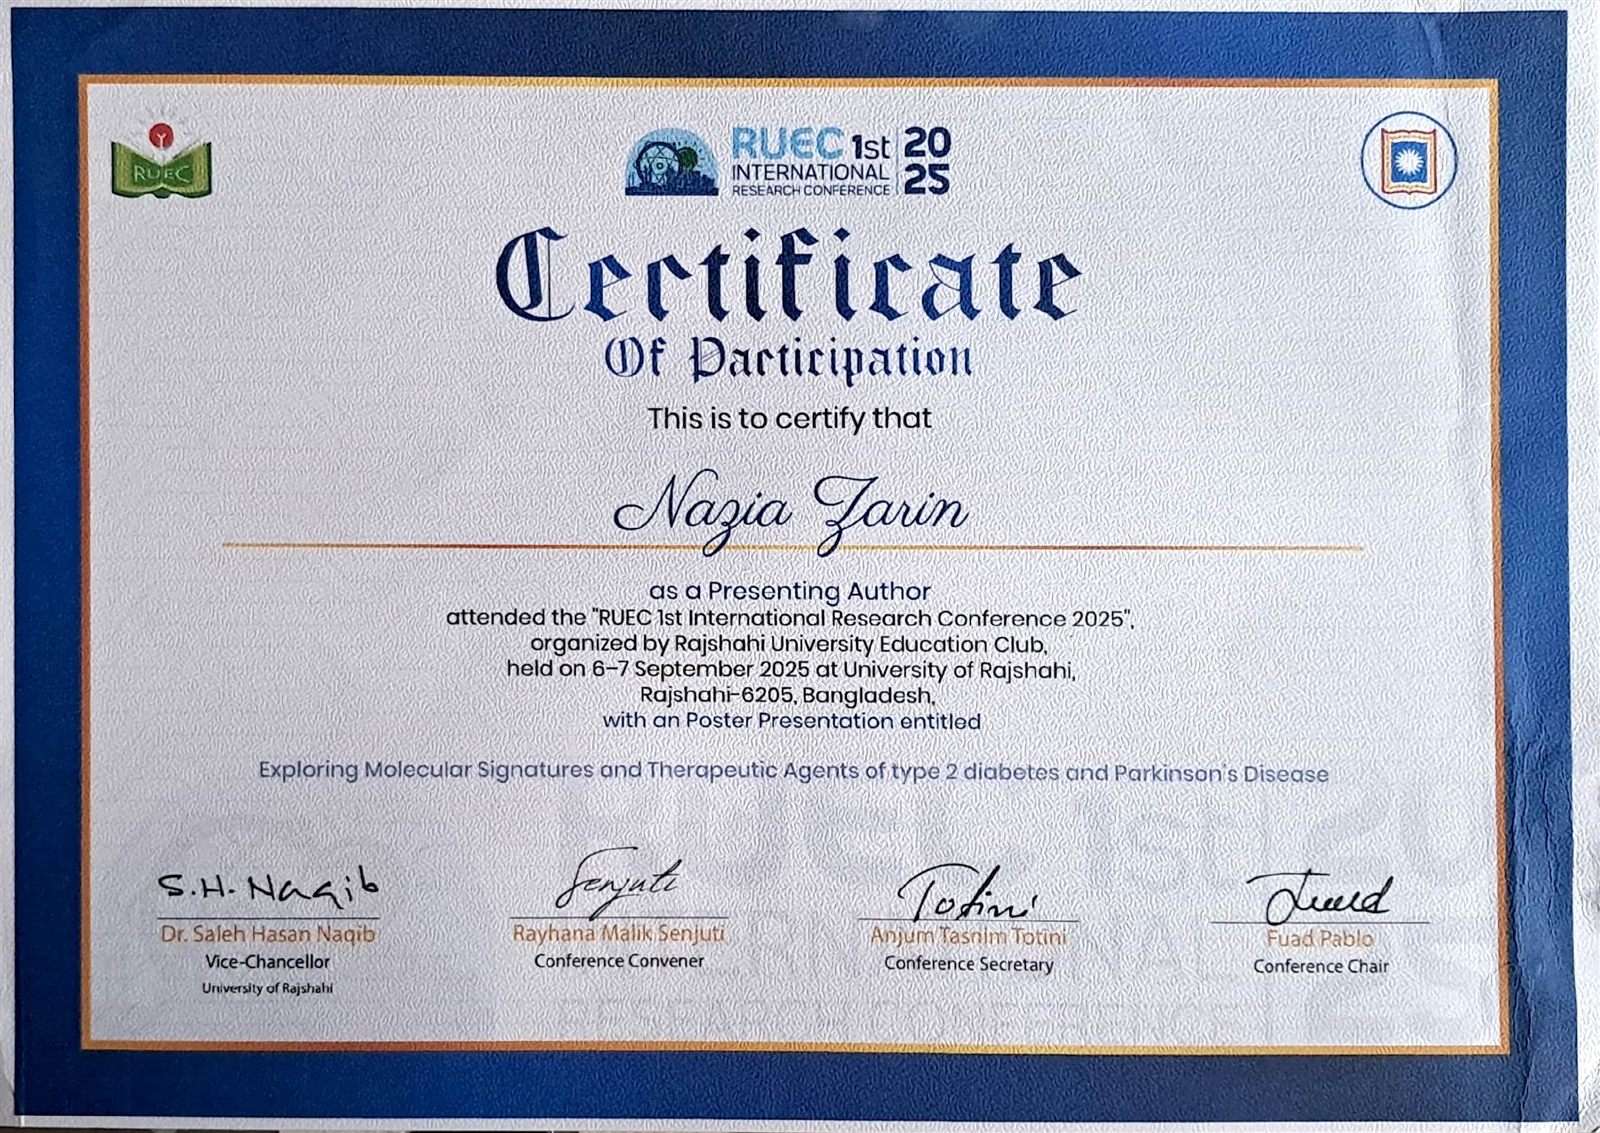 RUEC
RUEC 1st
INTERNATIONAL
RESEARCH CONFERENCE
20
25
Certificate
Of Participation
This is to certify that
Nazia Zarin
as a Presenting Author
attended the "RUEC 1st International Research Conference 2025",
organized by Rajshahi University Education Club,
held on 6-7 September 2025 at University of Rajshahi,
Rajshahi-6205, Bangladesh,
with an Poster Presentation entitled
Exploring Molecular Signatures and Therapeutic Agents of type 2 diabetes and Parkinson's Disease
S.H. Naqib
Dr. Saleh Hasan Naqib
Vice-Chancellor
University of Rajshahi
Senjuti
Rayhana Malik Senjuti
Conference Convener
Totini
Anjum Tasnim Totini
Conference Secretary
Fuad Pablo
Conference Chair